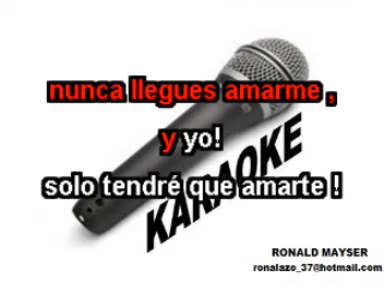 nunca llegues amarme ,
y yo!
solo tendré que amarte !
KARAOKE
RONALD MAYSER
ronalazo_37@hotmail.com